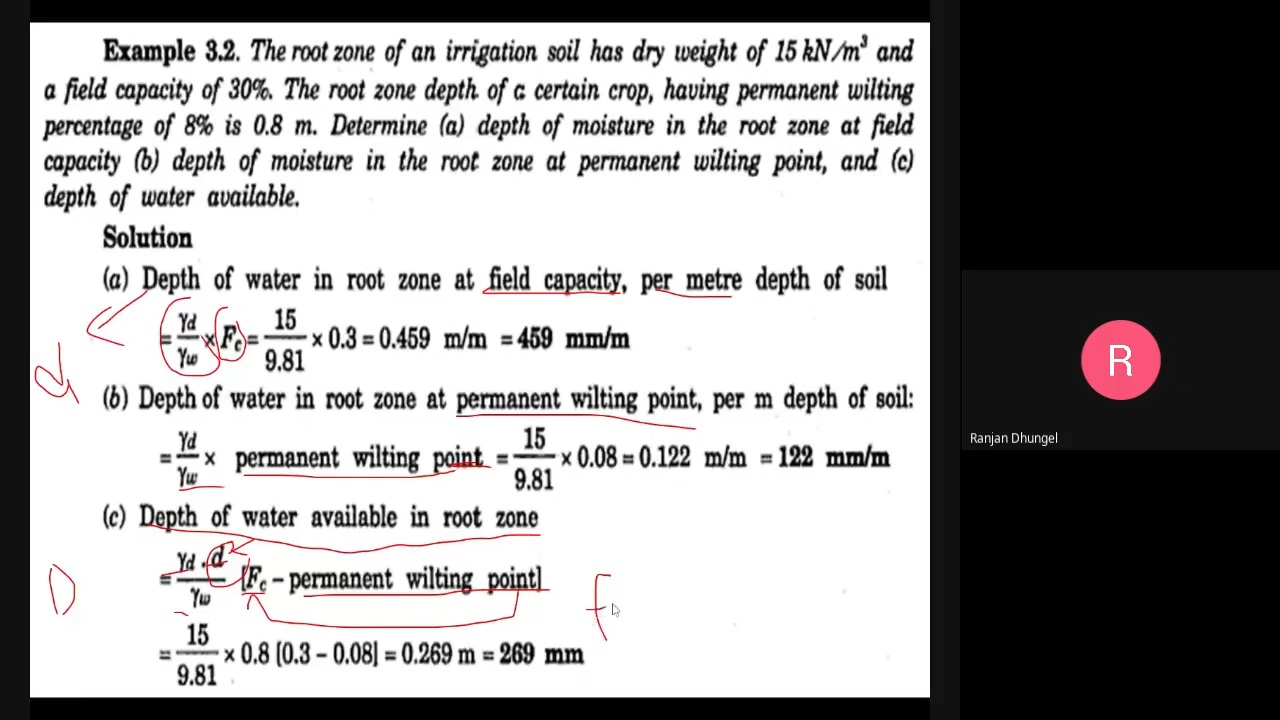 Example 3.2. The root zone of an irrigation soil has dry weight of 15 kN/m³ and
a field capacity of 30%. The root zone depth of a certain crop, having permanent wilting
percentage of 8% is 0.8 m. Determine (a) depth of moisture in the root zone at field
capacity (b) depth of moisture in the root zone at permanent wilting point, and (c)
depth of water available.
Solution
(a) Depth of water in root zone at field capacity, per metre depth of soil
= γd/γw × Fc = 15/9.81 × 0.3 = 0.459 m/m = 459 mm/m
(b) Depth of water in root zone at permanent wilting point, per m depth of soil:
= γd/γw × permanent wilting point = 15/9.81 × 0.08 = 0.122 m/m = 122 mm/m
(c) Depth of water available in root zone
= γd . d/γw [Fc – permanent wilting point]
= 15/9.81 × 0.8 [0.3 – 0.08] = 0.269 m = 269 mm
D
F
R
Ranjan Dhungel